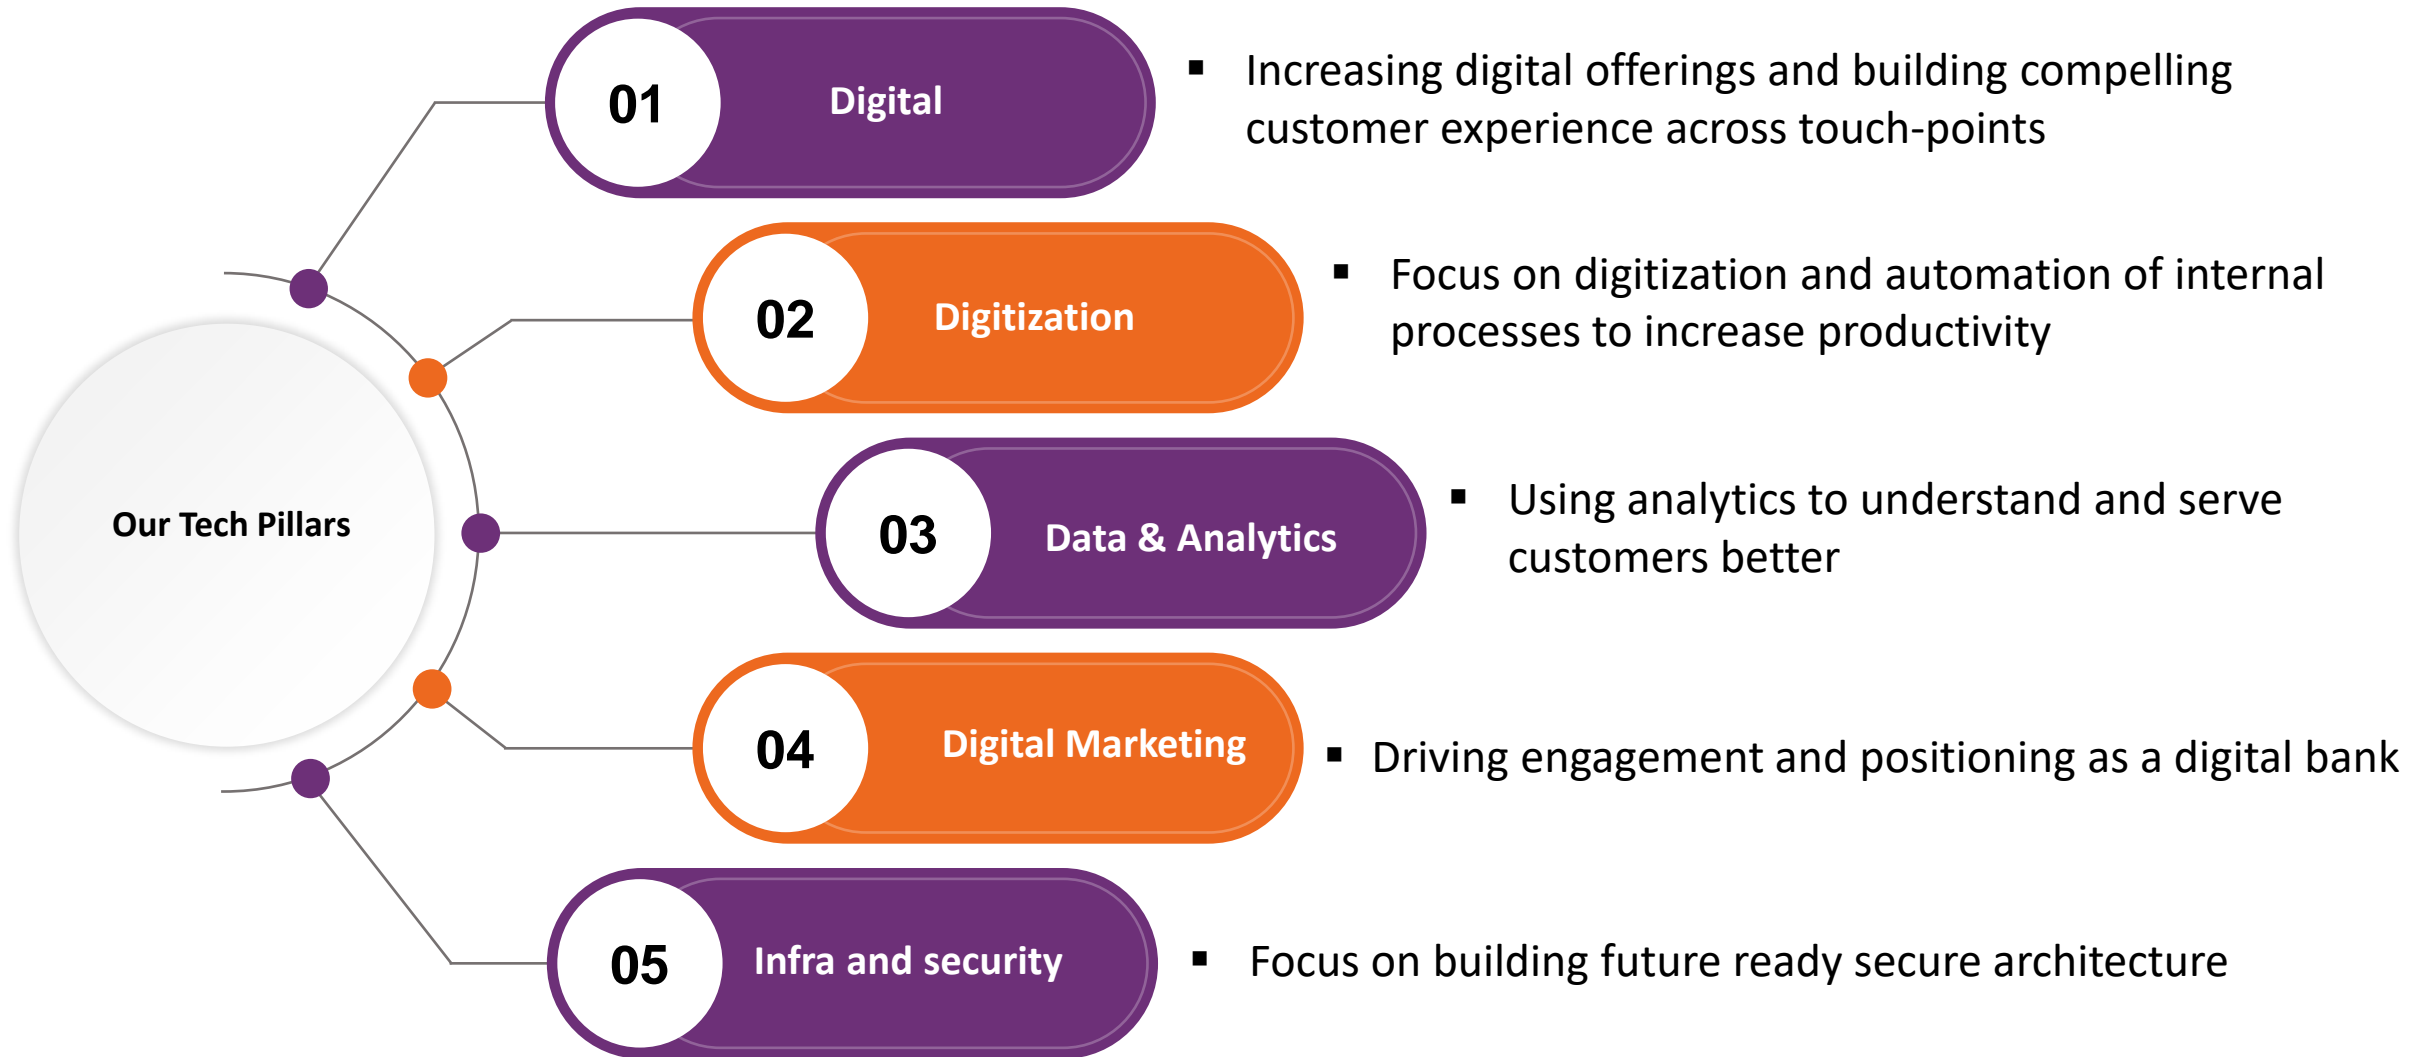 Our Tech Pillars
01
Digital
▪ Increasing digital offerings and building compelling
customer experience across touch-points
02
Digitization
▪ Focus on digitization and automation of internal
processes to increase productivity
03
Data & Analytics
▪ Using analytics to understand and serve
customers better
04
Digital Marketing
▪ Driving engagement and positioning as a digital bank
05
Infra and security
▪ Focus on building future ready secure architecture